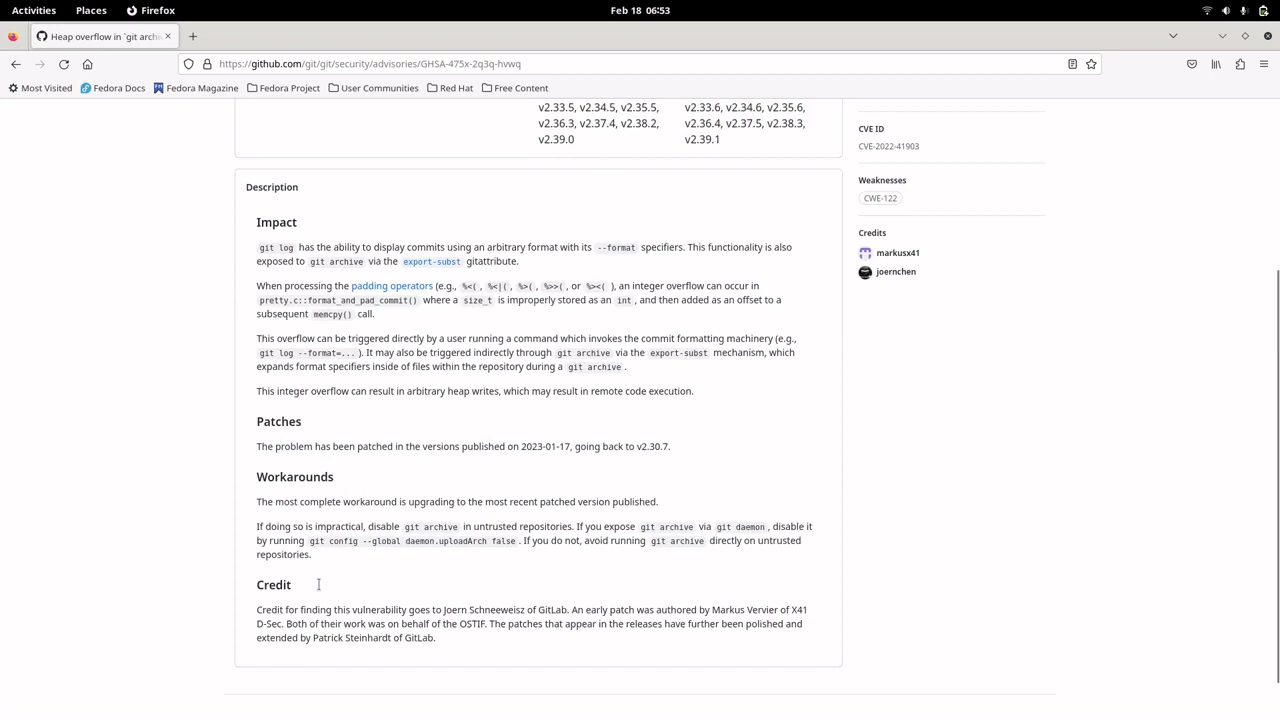 Activities Places Firefox Feb 18 06:53
Heap overflow in `git archiv
https://github.com/git/git/security/advisories/GHSA-475x-2q3q-hvwq
Most Visited Fedora Docs Fedora Magazine Fedora Project User Communities Red Hat Free Content
v2.33.5, v2.34.5, v2.35.5, v2.33.6, v2.34.6, v2.35.6,
v2.36.3, v2.37.4, v2.38.2, v2.36.4, v2.37.5, v2.38.3,
v2.39.0 v2.39.1
Description
Impact
git log has the ability to display commits using an arbitrary format with its --format specifiers. This functionality is also
exposed to git archive via the export-subst gitattribute.
When processing the padding operators (e.g., %<( , %<|( , %>( , %>>( , or %><( ), an integer overflow can occur in
pretty.c::format_and_pad_commit() where a size_t is improperly stored as an int , and then added as an offset to a
subsequent memcpy() call.
This overflow can be triggered directly by a user running a command which invokes the commit formatting machinery (e.g.,
git log --format=... ). It may also be triggered indirectly through git archive via the export-subst mechanism, which
expands format specifiers inside of files within the repository during a git archive .
This integer overflow can result in arbitrary heap writes, which may result in remote code execution.
Patches
The problem has been patched in the versions published on 2023-01-17, going back to v2.30.7.
Workarounds
The most complete workaround is upgrading to the most recent patched version published.
If doing so is impractical, disable git archive in untrusted repositories. If you expose git archive via git daemon , disable it
by running git config --global daemon.uploadArch false . If you do not, avoid running git archive directly on untrusted
repositories.
Credit
Credit for finding this vulnerability goes to Joern Schneeweisz of GitLab. An early patch was authored by Markus Vervier of X41
D-Sec. Both of their work was on behalf of the OSTIF. The patches that appear in the releases have further been polished and
extended by Patrick Steinhardt of GitLab.
CVE ID
CVE-2022-41903
Weaknesses
CWE-122
Credits
markusx41
joernchen